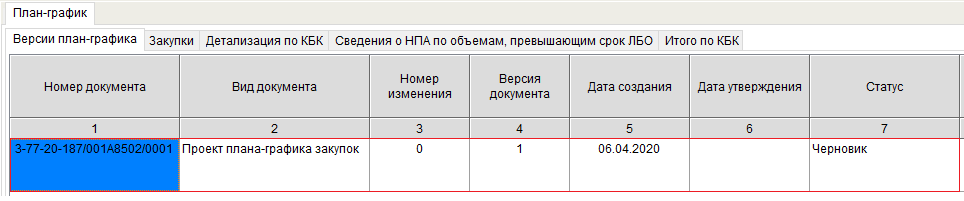 План-график
Версии план-графика Закупки Детализация по КБК Сведения о НПА по объемам, превышающим срок ЛБО Итого по КБК
Номер документа Вид документа Номер изменения Версия документа Дата создания Дата утверждения Статус
1 2 3 4 5 6 7
3-77-20-187/001А8502/0001 Проект плана-графика закупок 0 1 06.04.2020 Черновик